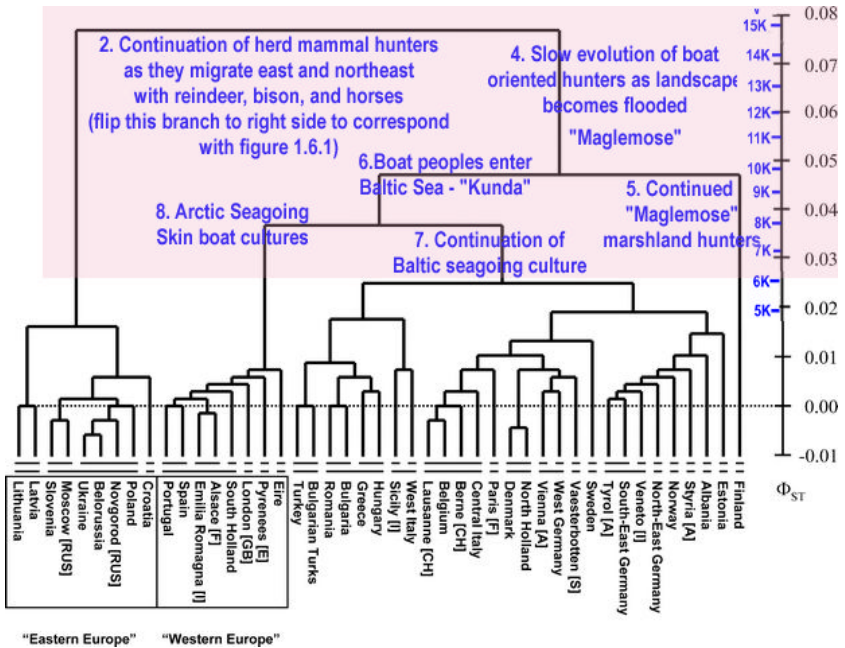 2. Continuation of herd mammal hunters
as they migrate east and northeast
with reindeer, bison, and horses
(flip this branch to right side to correspond
with figure 1.6.1)
4. Slow evolution of boat
oriented hunters as landscape
becomes flooded
"Maglemose"
6.Boat peoples enter
Baltic Sea - "Kunda"
5. Continued
"Maglemose"
marshland hunters
8. Arctic Seagoing
Skin boat cultures
7. Continuation of
Baltic seagoing culture
15K
14K
13K
12K
11K
10K
9K
8K
7K
6K
5K
0.08
0.07
0.06
0.05
0.04
0.03
0.02
0.01
0.00
-0.01
ΦST
Lithuania
Latvia
Slovenia
Moscow [RUS]
Ukraine
Belorussia
Novgorod [RUS]
Poland
Croatia
Portugal
Spain
Emilia Romagna [I]
Alsace [F]
South Holland
London [GB]
Pyrenees [E]
Eire
Turkey
Bulgarian Turks
Romania
Bulgaria
Greece
Hungary
Sicily [I]
West Italy
Lausanne [CH]
Belgium
Berne [CH]
Central Italy
Paris [F]
Denmark
North Holland
Vienna [A]
West Germany
Vaesterbotten [S]
Sweden
Tyrol [A]
South-East Germany
Veneto [I]
North-East Germany
Norway
Styria [A]
Albania
Estonia
Finland
“Eastern Europe”
“Western Europe”